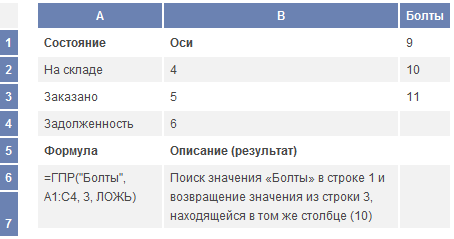 A B Болты
1 Состояние Оси 9
2 На складе 4 10
3 Заказано 5 11
4 Задолженность 6
5 Формула Описание (результат)
6 =ГПР("Болты", Поиск значения «Болты» в строке 1 и
A1:C4, 3, ЛОЖЬ) возвращение значения из строки 3,
7 находящейся в том же столбце (10)